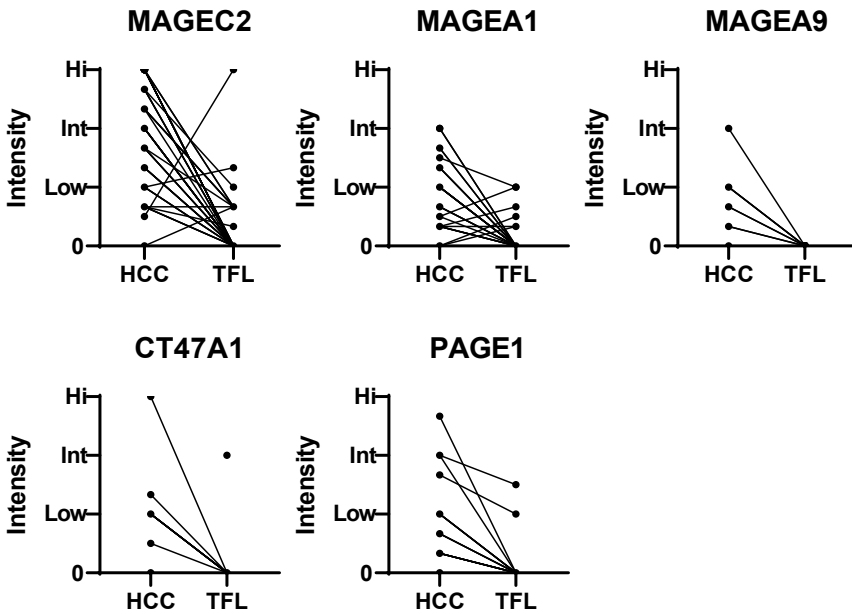 MAGEC2
Hi
Int
Low
0
Intensity
HCC TFL
MAGEA1
Hi
Int
Low
0
Intensity
HCC TFL
MAGEA9
Hi
Int
Low
0
Intensity
HCC TFL
CT47A1
Hi
Int
Low
0
Intensity
HCC TFL
PAGE1
Hi
Int
Low
0
Intensity
HCC TFL